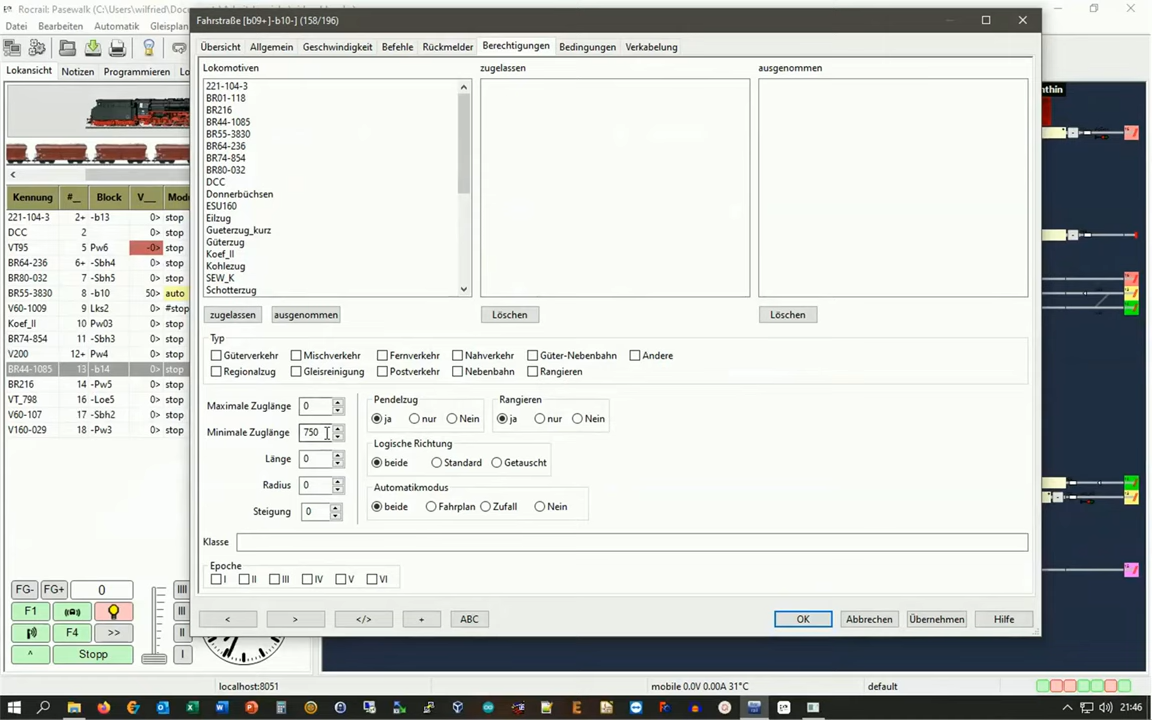 Rocrail: Pasewalk (C:\Users\wilfried\Docu
Fahrstraße [b09+]-b10-] (158/196)
Datei Bearbeiten Automatik Gleisplan
Übersicht Allgemein Geschwindigkeit Befehle Rückmelder Berechtigungen Bedingungen Verkabelung
Lokansicht Notizen Programmieren Lo
Lokomotiven zugelassen ausgenommen
221-104-3
BR01-118
BR216
BR44-1085
BR55-3830
BR64-236
BR74-854
BR80-032
DCC
Donnerbüchsen
ESU160
Eilzug
Gueterzug_kurz
Güterzug
Koef_II
Kohlezug
SEW_K
Schotterzug
nthin
Kennung #__ Block V___ Modu
221-104-3 2+ -b13 0> stop
DCC 2 0> stop
VT95 5 Pw6 -0> stop
BR64-236 6+ -Sbh4 0> stop
BR80-032 7 -Sbh5 0> stop
BR55-3830 8 -b10 50> auto
V60-1009 9 Lks2 0> #stop
Koef_II 10 Pw03 0> stop
BR74-854 11 -Sbh3 0> stop
V200 12+ Pw4 0> stop
BR44-1085 13 -b14 0> stop
BR216 14 -Pw5 0> stop
VT_798 16 -Loe5 0> stop
V60-107 17 -Sbh2 0> stop
V160-029 18 -Pw3 0> stop
zugelassen ausgenommen Löschen Löschen
Typ
Güterverkehr Mischverkehr Fernverkehr Nahverkehr Güter-Nebenbahn Andere
Regionalzug Gleisreinigung Postverkehr Nebenbahn Rangieren
Maximale Zuglänge 0
Minimale Zuglänge 750
Länge 0
Radius 0
Steigung 0
Pendelzug
ja nur Nein
Rangieren
ja nur Nein
Logische Richtung
beide Standard Getauscht
Automatikmodus
beide Fahrplan Zufall Nein
Klasse
Epoche
I II III IV V VI
< > </> + ABC OK Abbrechen Übernehmen Hilfe
FG- FG+ 0 IIII
F1 III
F4 >> II
^ Stopp I
localhost:8051 mobile 0.0V 0.00A 31°C default
21:46